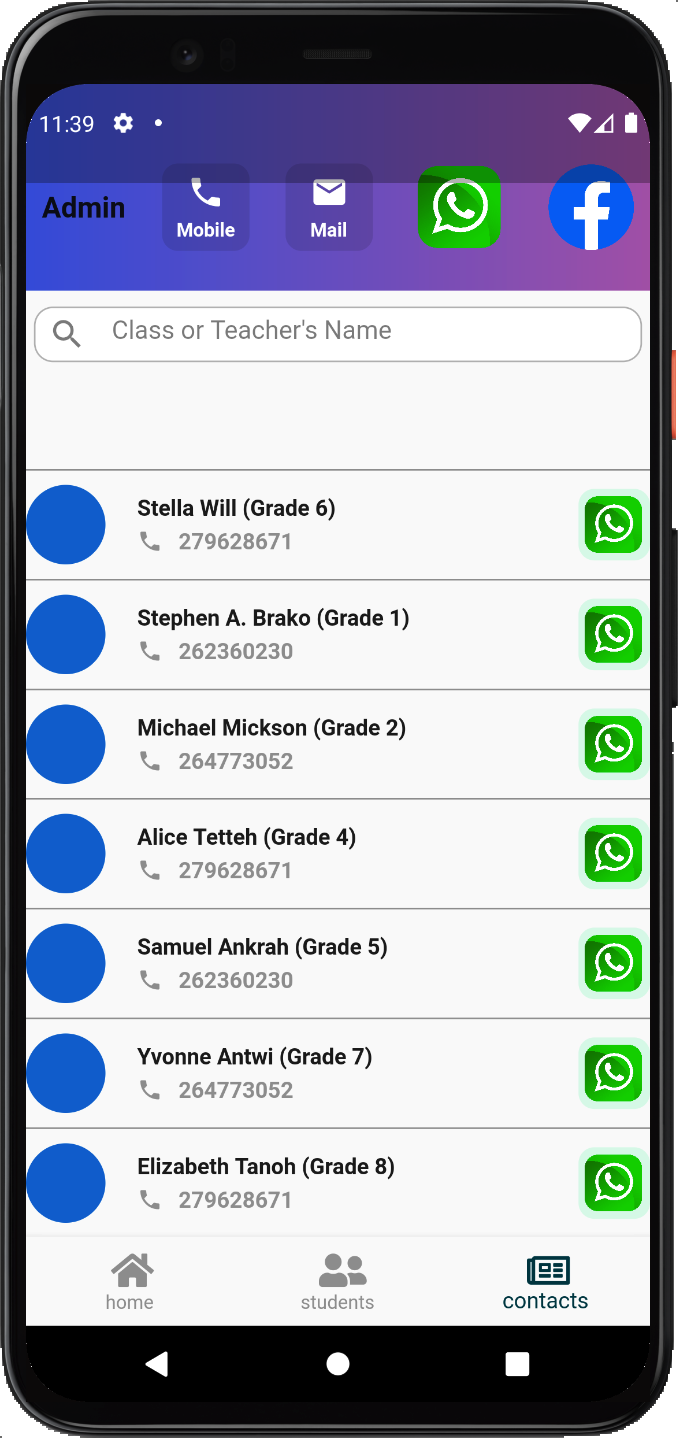 11:39
Admin
Mobile
Mail
Class or Teacher's Name
Stella Will (Grade 6)
279628671
Stephen A. Brako (Grade 1)
262360230
Michael Mickson (Grade 2)
264773052
Alice Tetteh (Grade 4)
279628671
Samuel Ankrah (Grade 5)
262360230
Yvonne Antwi (Grade 7)
264773052
Elizabeth Tanoh (Grade 8)
279628671
home
students
contacts